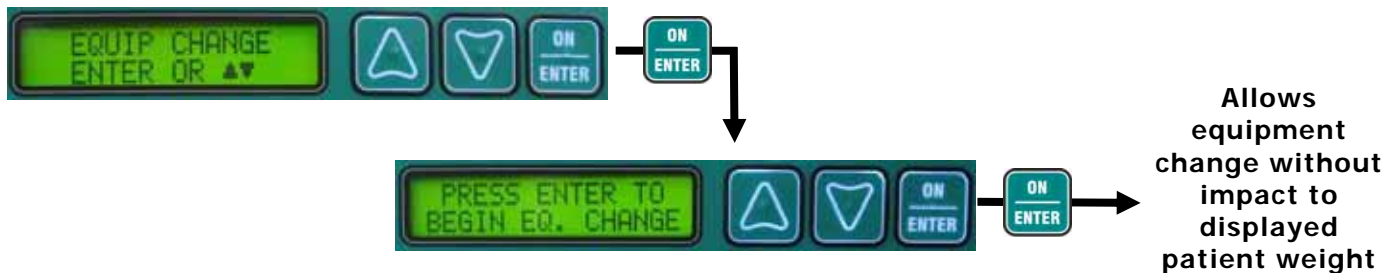 EQUIP CHANGE
ENTER OR ▲▼
ON
ENTER
ON
ENTER
PRESS ENTER TO
BEGIN EQ. CHANGE
ON
ENTER
ON
ENTER
Allows
equipment
change without
impact to
displayed
patient weight